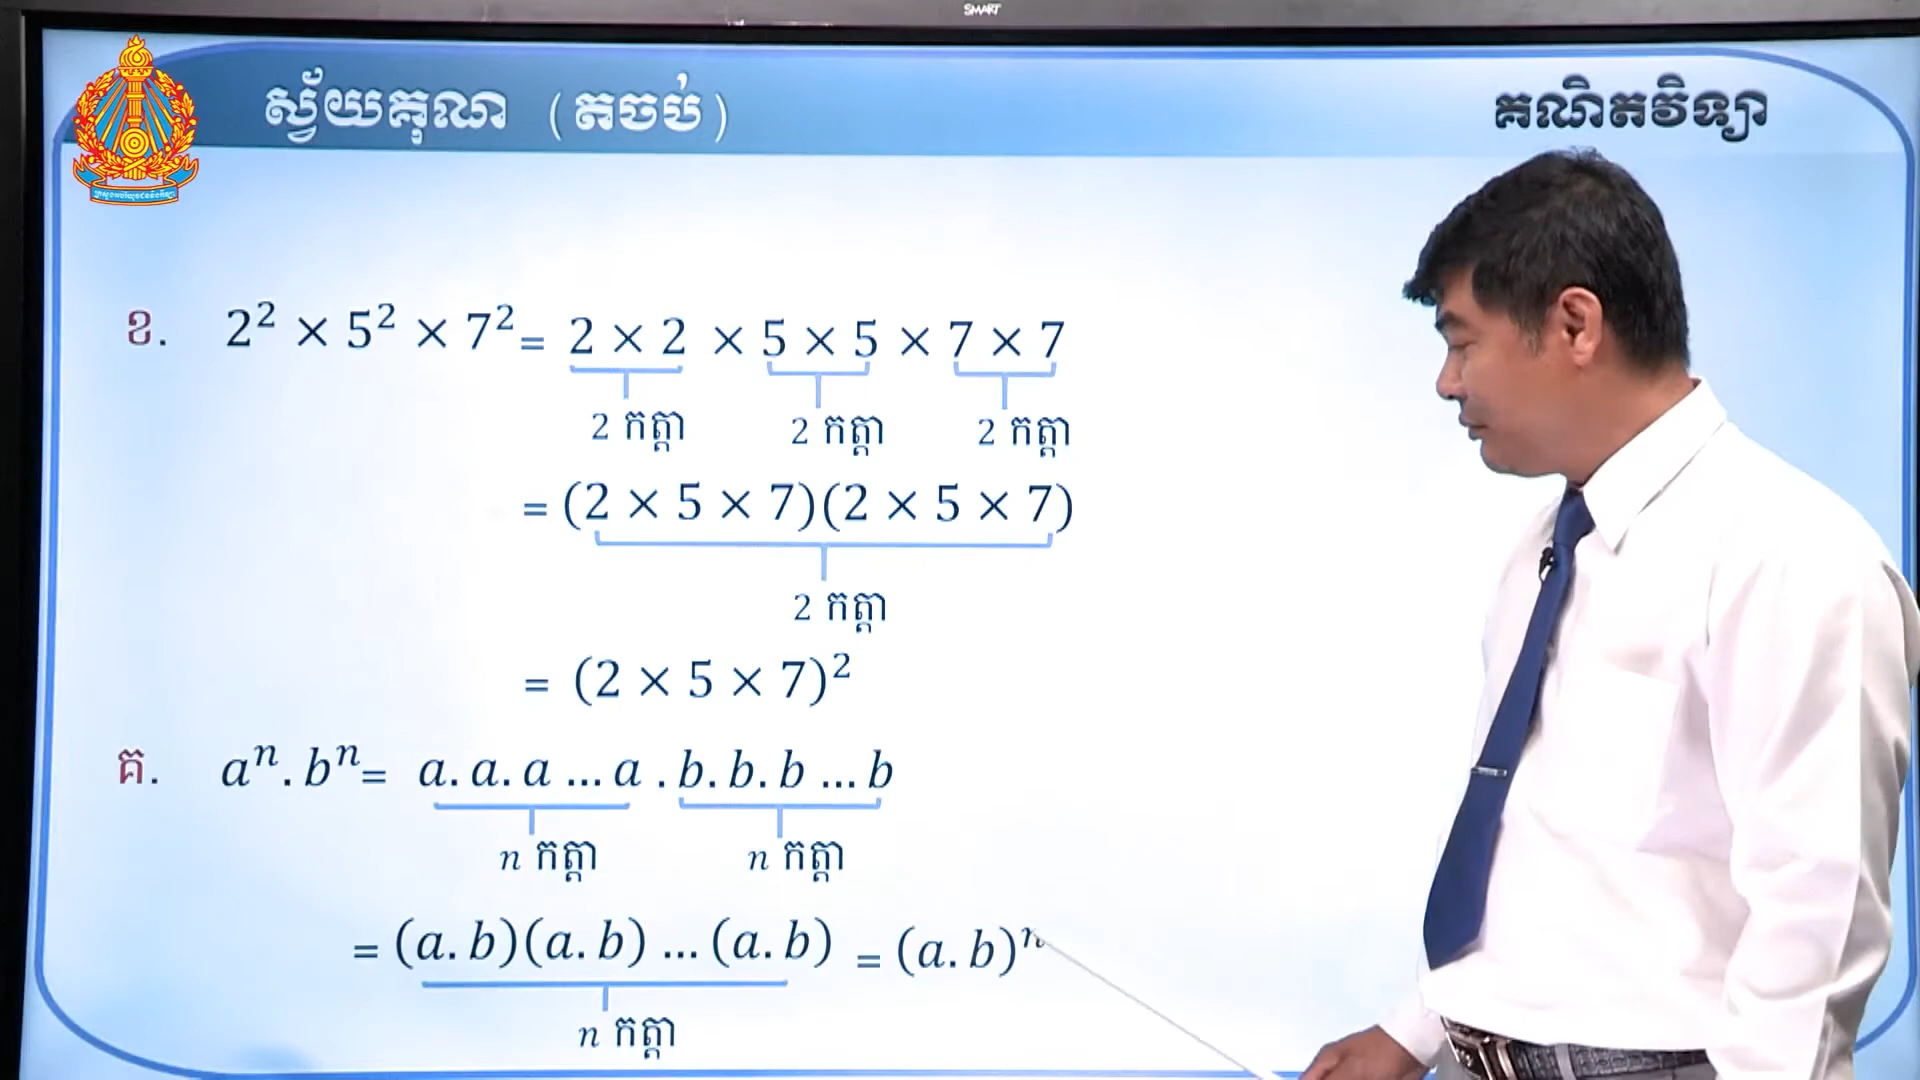 SMART
ស្វ័យគុណ (តចប់)
គណិតវិទ្យា
ខ. 2² × 5² × 7² = 2 × 2 × 5 × 5 × 7 × 7
2 កត្តា 2 កត្តា 2 កត្តា
= (2 × 5 × 7)(2 × 5 × 7)
2 កត្តា
= (2 × 5 × 7)²
គ. aⁿ . bⁿ = a. a. a ... a . b. b. b ... b
n កត្តា n កត្តា
= (a. b)(a. b) ... (a. b) = (a. b)ⁿ
n កត្តា